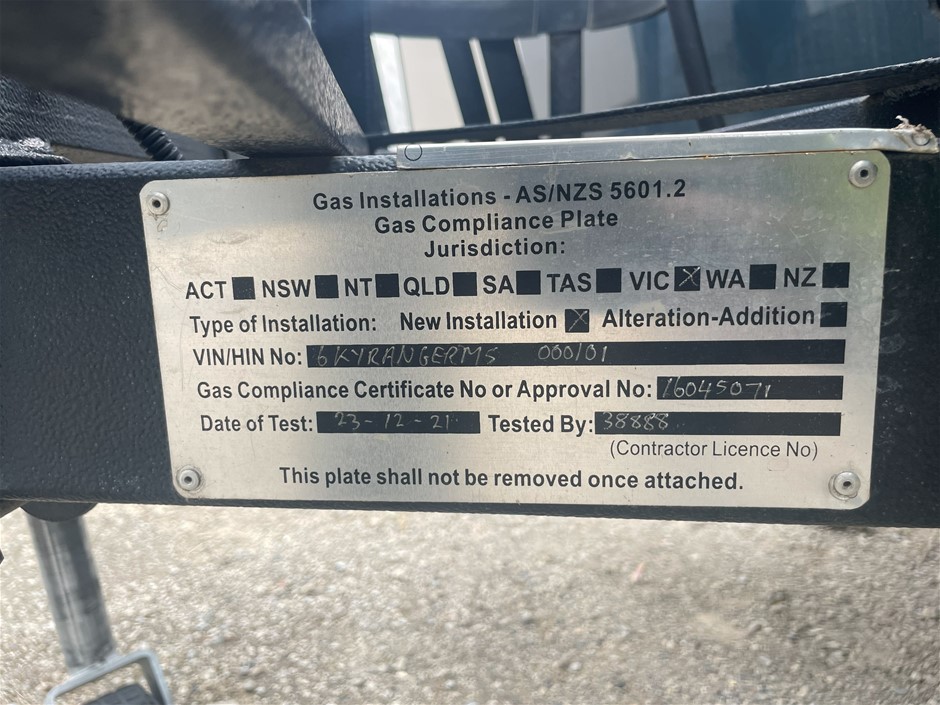 Gas Installations - AS/NZS 5601.2
Gas Compliance Plate
Jurisdiction:
ACT NSW NT QLD SA TAS VIC X WA NZ
Type of Installation: New Installation X Alteration-Addition
VIN/HIN No: 6KYRANGERMS 000101
Gas Compliance Certificate No or Approval No: 16045071
Date of Test: 23-12-21 Tested By: 38888
(Contractor Licence No)
This plate shall not be removed once attached.